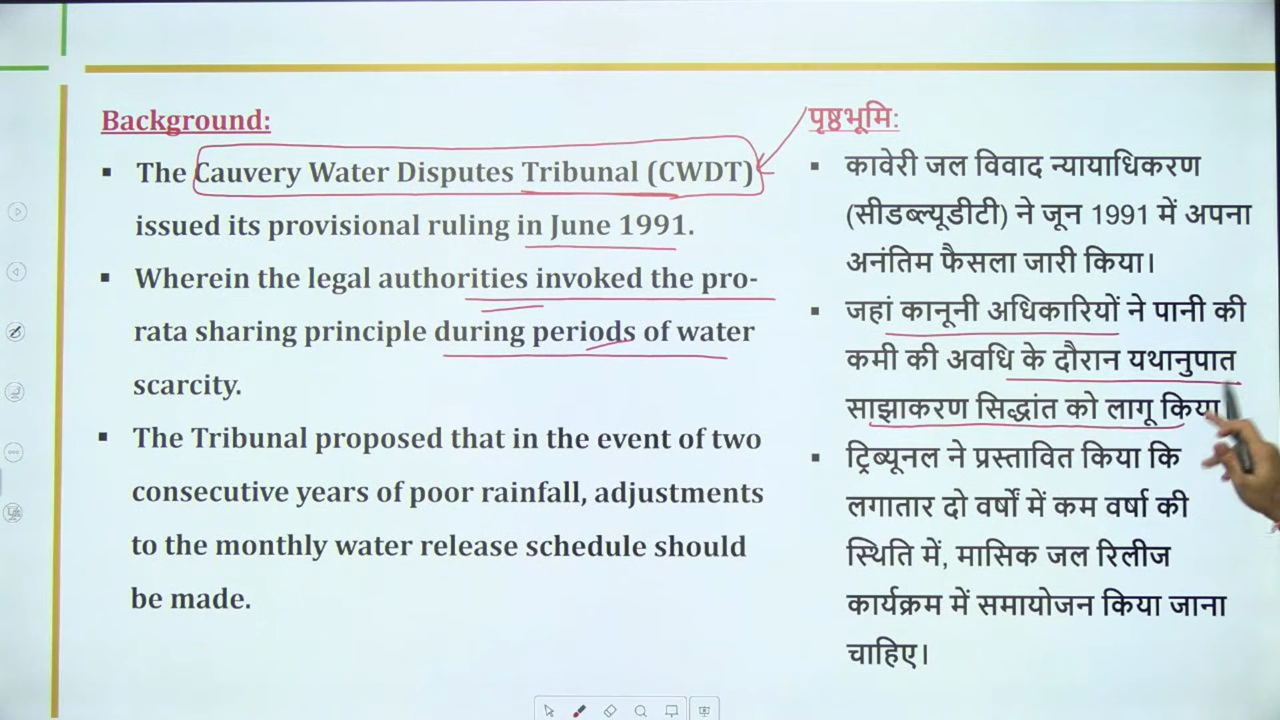 Background:
▪ The Cauvery Water Disputes Tribunal (CWDT)
issued its provisional ruling in June 1991.
▪ Wherein the legal authorities invoked the pro-
rata sharing principle during periods of water
scarcity.
▪ The Tribunal proposed that in the event of two
consecutive years of poor rainfall, adjustments
to the monthly water release schedule should
be made.
पृष्ठभूमि:
▪ कावेरी जल विवाद न्यायाधिकरण
(सीडब्ल्यूडीटी) ने जून 1991 में अपना
अनंतिम फैसला जारी किया।
▪ जहां कानूनी अधिकारियों ने पानी की
कमी की अवधि के दौरान यथानुपात
साझाकरण सिद्धांत को लागू किया
▪ ट्रिब्यूनल ने प्रस्तावित किया कि
लगातार दो वर्षों में कम वर्षा की
स्थिति में, मासिक जल रिलीज
कार्यक्रम में समायोजन किया जाना
चाहिए।